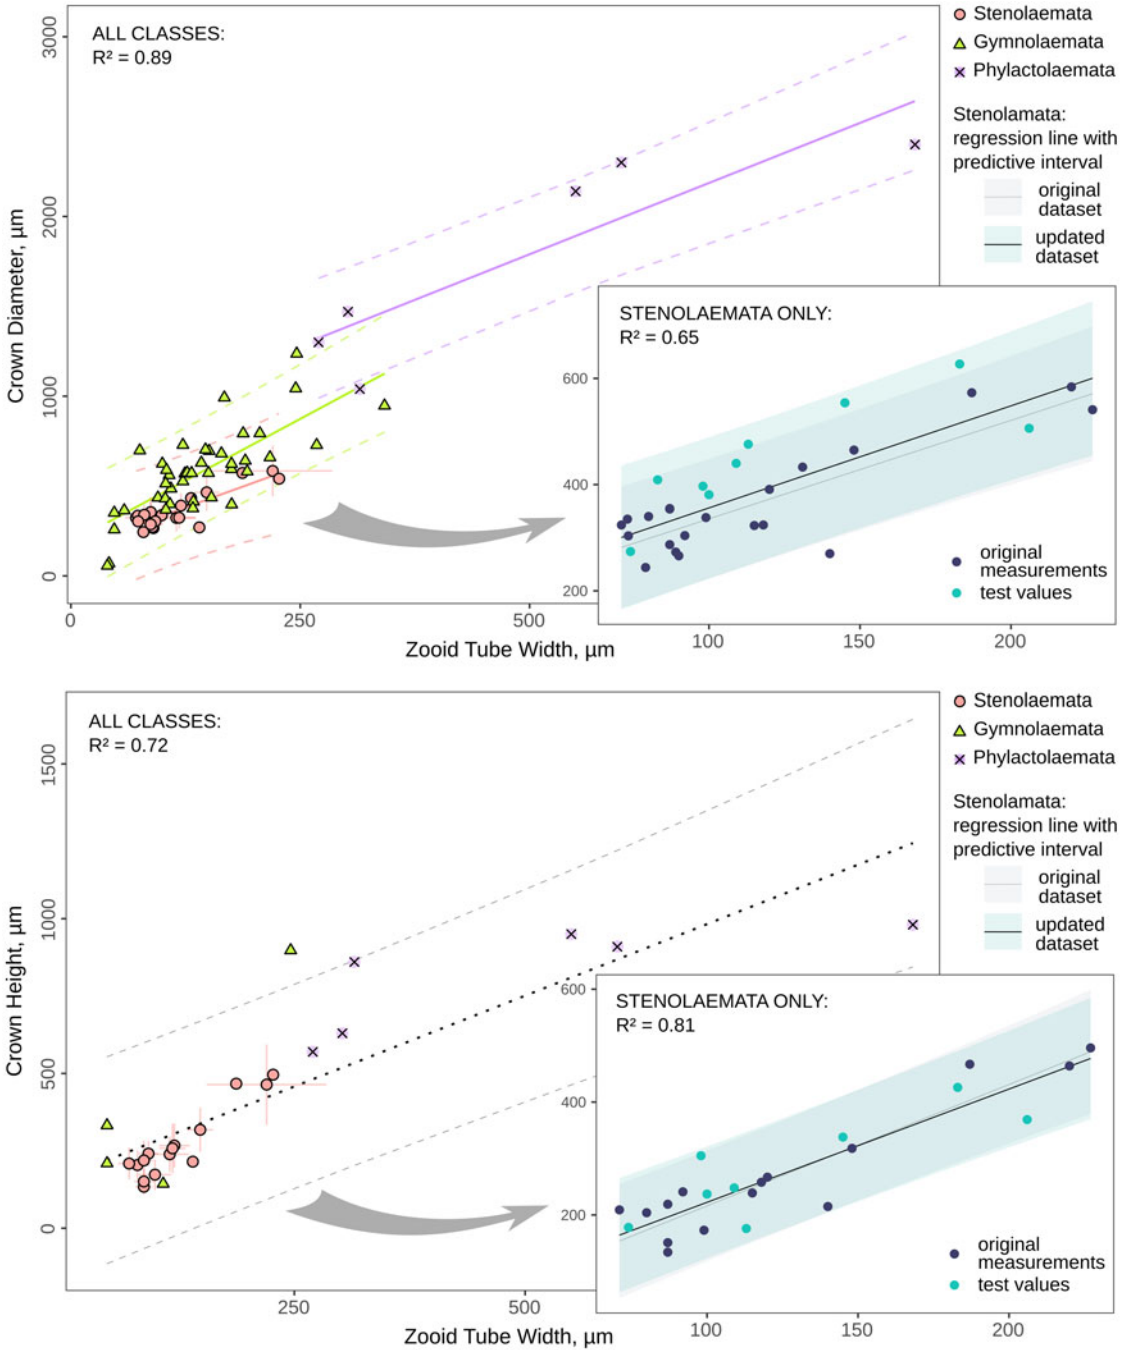 ALL CLASSES:
R² = 0.89
3000
2000
1000
0
Crown Diameter, µm
0
250
500
Zooid Tube Width, µm
Stenolaemata
Gymnolaemata
Phylactolaemata
Stenolamata:
regression line with
predictive interval
original
dataset
updated
dataset
STENOLAEMATA ONLY:
R² = 0.65
600
400
200
100
150
200
original
measurements
test values
ALL CLASSES:
R² = 0.72
1500
1000
500
0
Crown Height, µm
250
500
Zooid Tube Width, µm
Stenolaemata
Gymnolaemata
Phylactolaemata
Stenolamata:
regression line with
predictive interval
original
dataset
updated
dataset
STENOLAEMATA ONLY:
R² = 0.81
600
400
200
100
150
200
original
measurements
test values